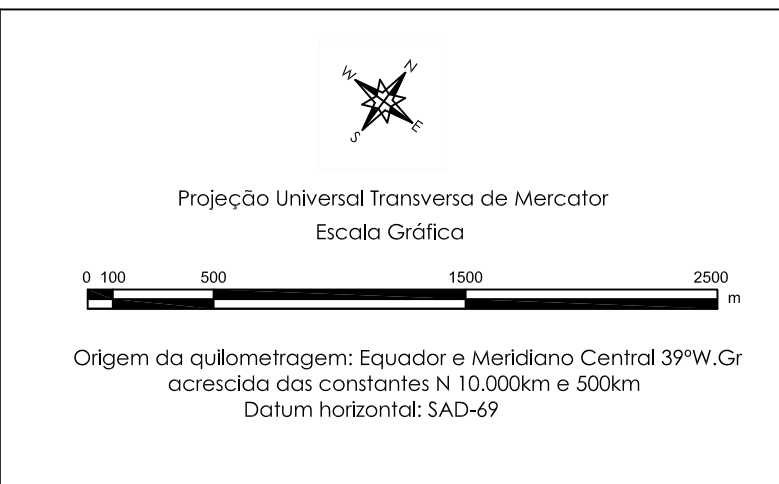 W N
S E
Projeção Universal Transversa de Mercator
Escala Gráfica
0 100 500 1500 2500
m
Origem da quilometragem: Equador e Meridiano Central 39ºW.Gr
acrescida das constantes N 10.000km e 500km
Datum horizontal: SAD-69